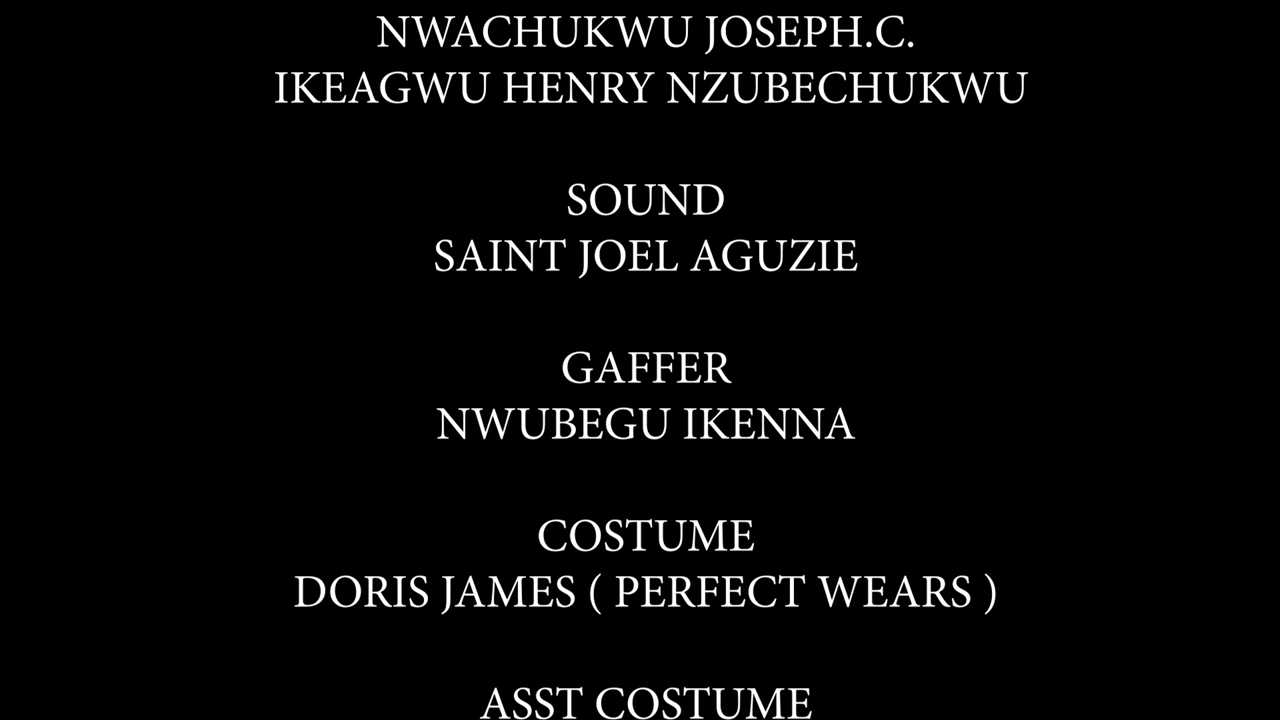 NWACHUKWU JOSEPH.C.
IKEAGWU HENRY NZUBECHUKWU
SOUND
SAINT JOEL AGUZIE
GAFFER
NWUBEGU IKENNA
COSTUME
DORIS JAMES ( PERFECT WEARS )
ASST COSTUME